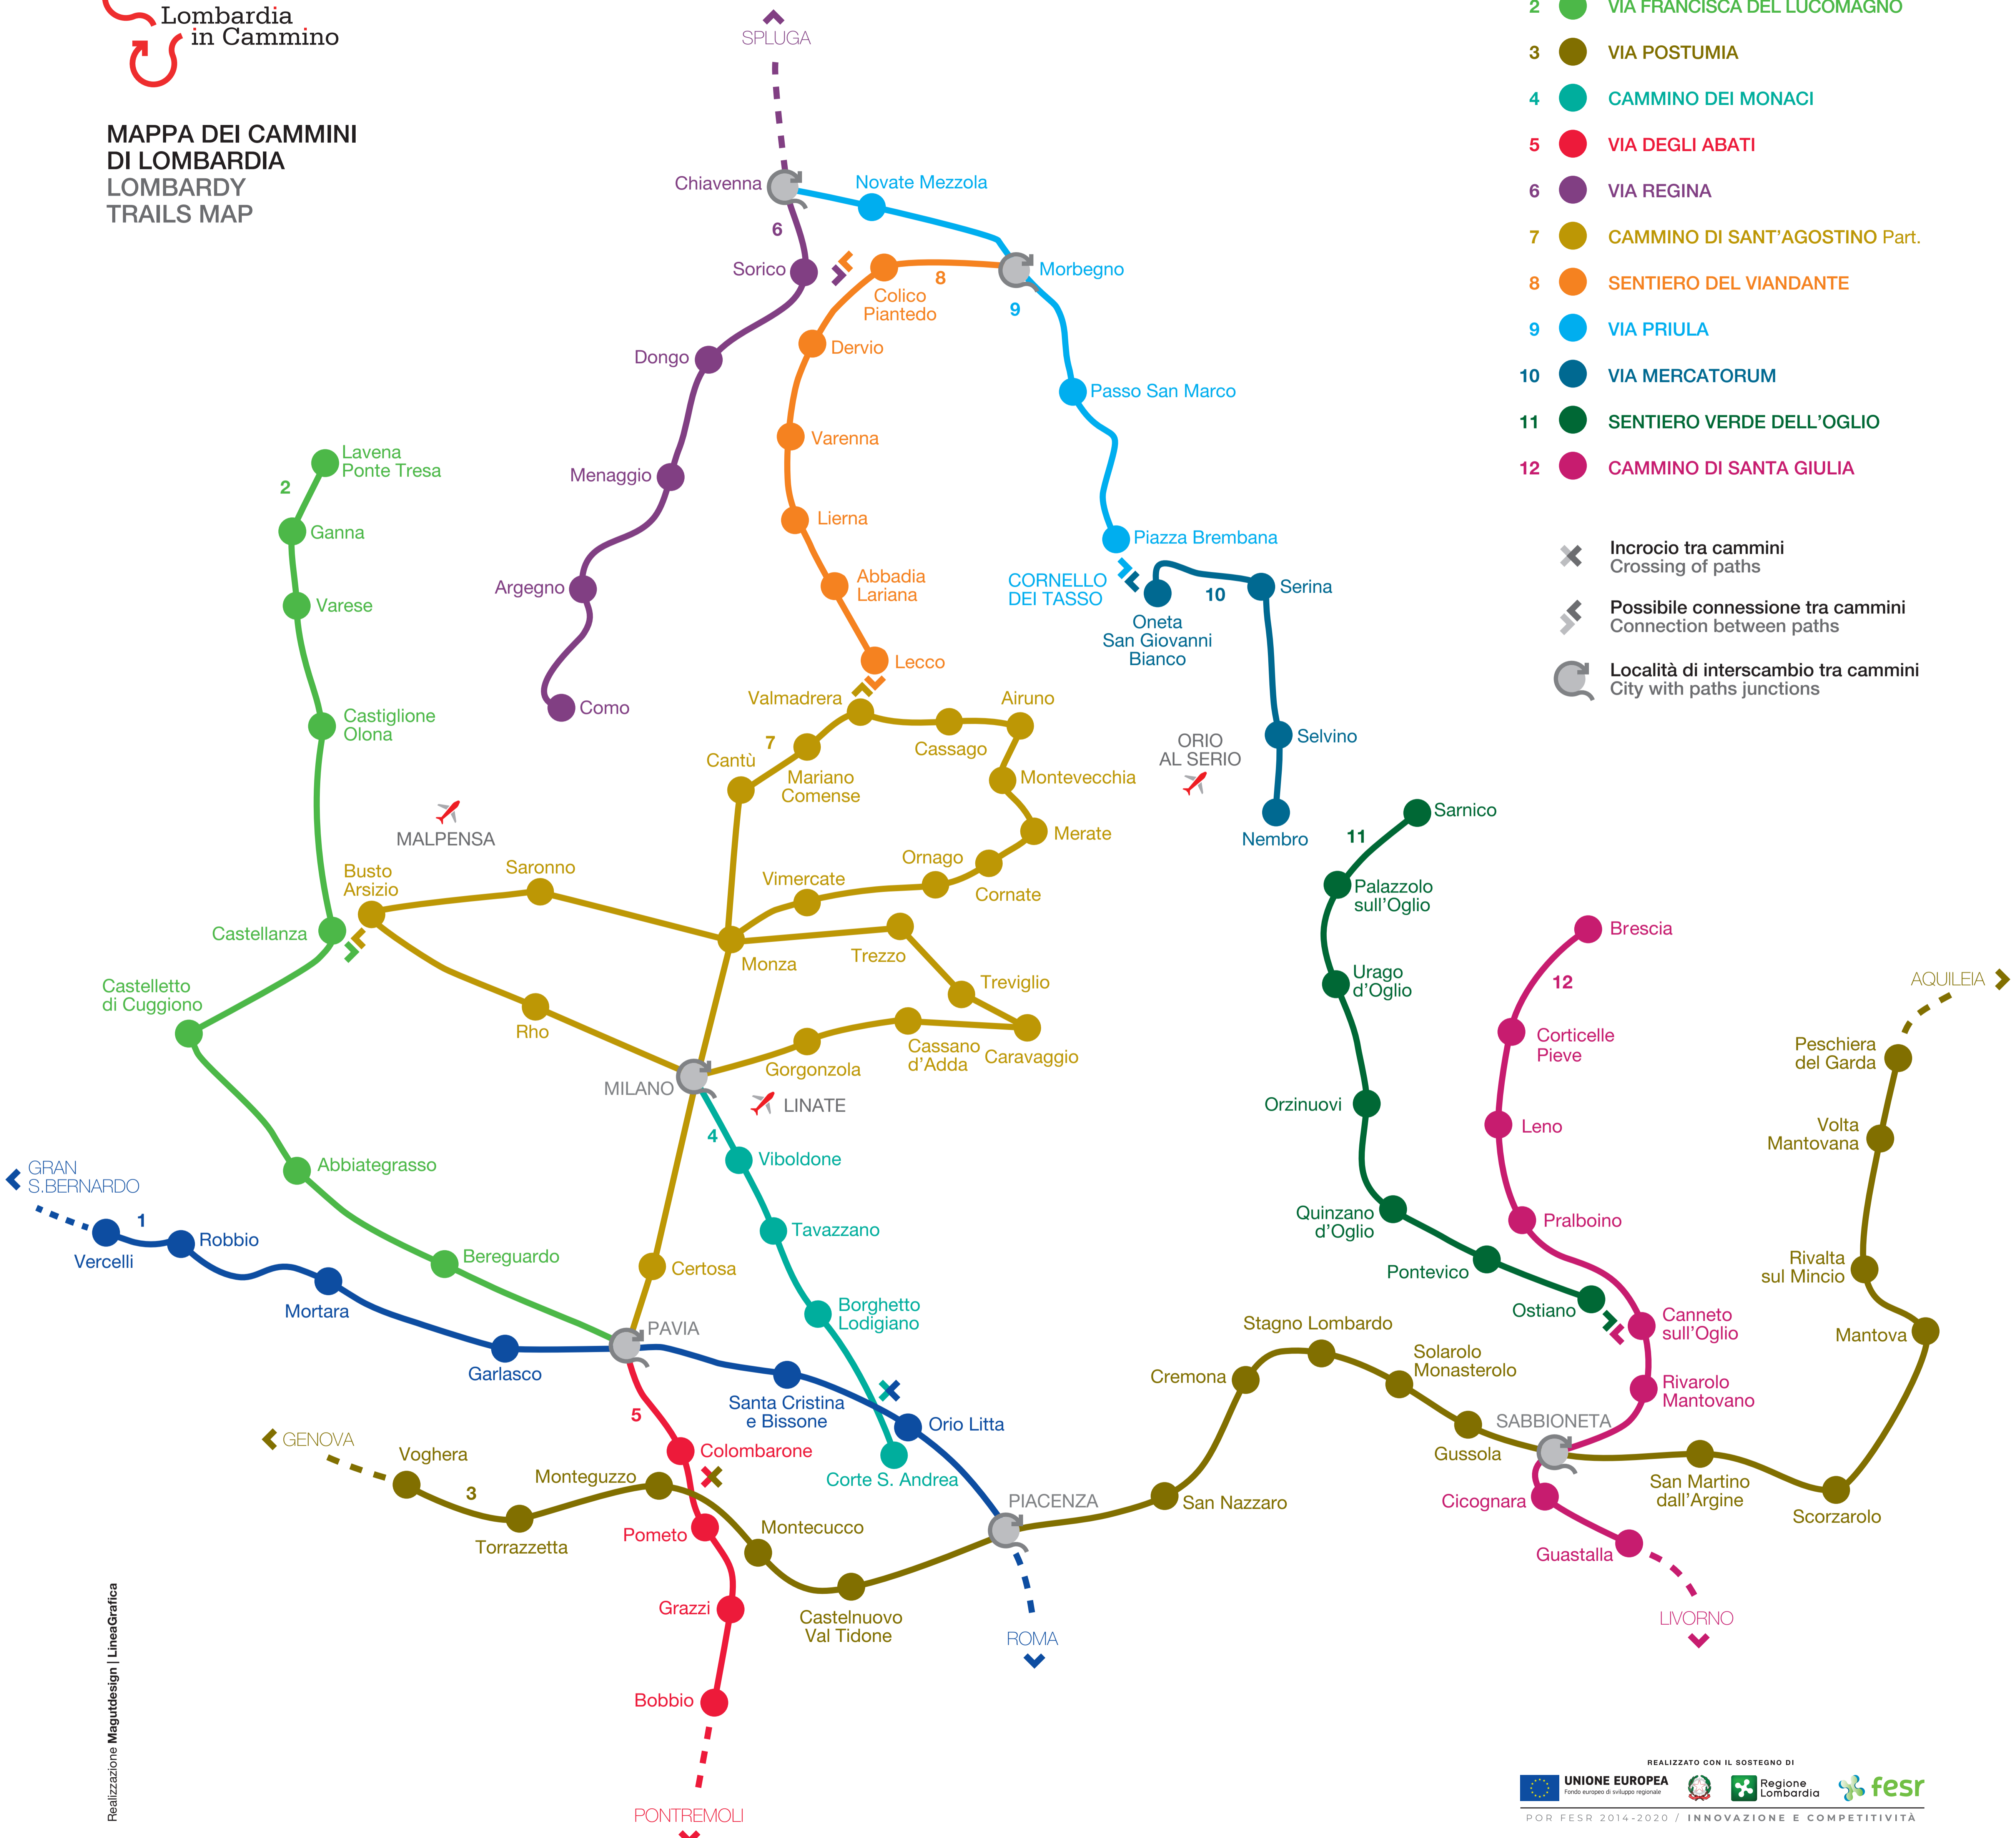 Lombardia
in Cammino
MAPPA DEI CAMMINI
DI LOMBARDIA
LOMBARDY
TRAILS MAP
2 VIA FRANCISCA DEL LUCOMAGNO
3 VIA POSTUMIA
4 CAMMINO DEI MONACI
5 VIA DEGLI ABATI
6 VIA REGINA
7 CAMMINO DI SANT'AGOSTINO Part.
8 SENTIERO DEL VIANDANTE
9 VIA PRIULA
10 VIA MERCATORUM
11 SENTIERO VERDE DELL'OGLIO
12 CAMMINO DI SANTA GIULIA
Incrocio tra cammini
Crossing of paths
Possibile connessione tra cammini
Connection between paths
Località di interscambio tra cammini
City with paths junctions
SPLUGA
Chiavenna
6
Novate Mezzola
Sorico
Colico
Piantedo
8
Morbegno
9
Dongo
Dervio
Passo San Marco
Menaggio
Varenna
Lierna
Argegno
Abbadia
Lariana
Lecco
Como
Piazza Brembana
CORNELLO
DEI TASSO
Oneta
San Giovanni
Bianco
10
Serina
Selvino
Nembro
ORIO
AL SERIO
Lavena
Ponte Tresa
2
Ganna
Varese
Castiglione
Olona
MALPENSA
Castellanza
Castelletto
di Cuggiono
Abbiategrasso
Bereguardo
Valmadrera
7
Cantù
Mariano
Comense
Cassago
Airuno
Montevecchia
Merate
Ornago
Cornate
Vimercate
Busto
Arsizio
Saronno
Monza
Trezzo
Treviglio
Rho
Cassano
d'Adda
Caravaggio
Gorgonzola
MILANO
LINATE
4
Viboldone
Tavazzano
Borghetto
Lodigiano
Certosa
PAVIA
GRAN
S.BERNARDO
1
Vercelli
Robbio
Mortara
Garlasco
Santa Cristina
e Bissone
Orio Litta
Corte S. Andrea
5
Colombarone
GENOVA
Voghera
3
Torrazzetta
Monteguzzo
Pometo
Montecucco
Castelnuovo
Val Tidone
Grazzi
Bobbio
PONTREMOLI
PIACENZA
ROMA
San Nazzaro
Cremona
Stagno Lombardo
Solarolo
Monasterolo
Gussola
SABBIONETA
Cicognara
Guastalla
LIVORNO
San Martino
dall'Argine
Scorzarolo
Mantova
Rivalta
sul Mincio
Volta
Mantovana
Peschiera
del Garda
AQUILEIA
Sarnico
11
Palazzolo
sull'Oglio
Urago
d'Oglio
Orzinuovi
Quinzano
d'Oglio
Pontevico
Ostiano
Brescia
12
Corticelle
Pieve
Leno
Pralboino
Canneto
sull'Oglio
Rivarolo
Mantovano
Realizzazione Magutdesign | LineaGrafica
REALIZZATO CON IL SOSTEGNO DI
UNIONE EUROPEA
Fondo europeo di sviluppo regionale
Regione
Lombardia
fesr
POR FESR 2014-2020 / INNOVAZIONE E COMPETITIVITÀ